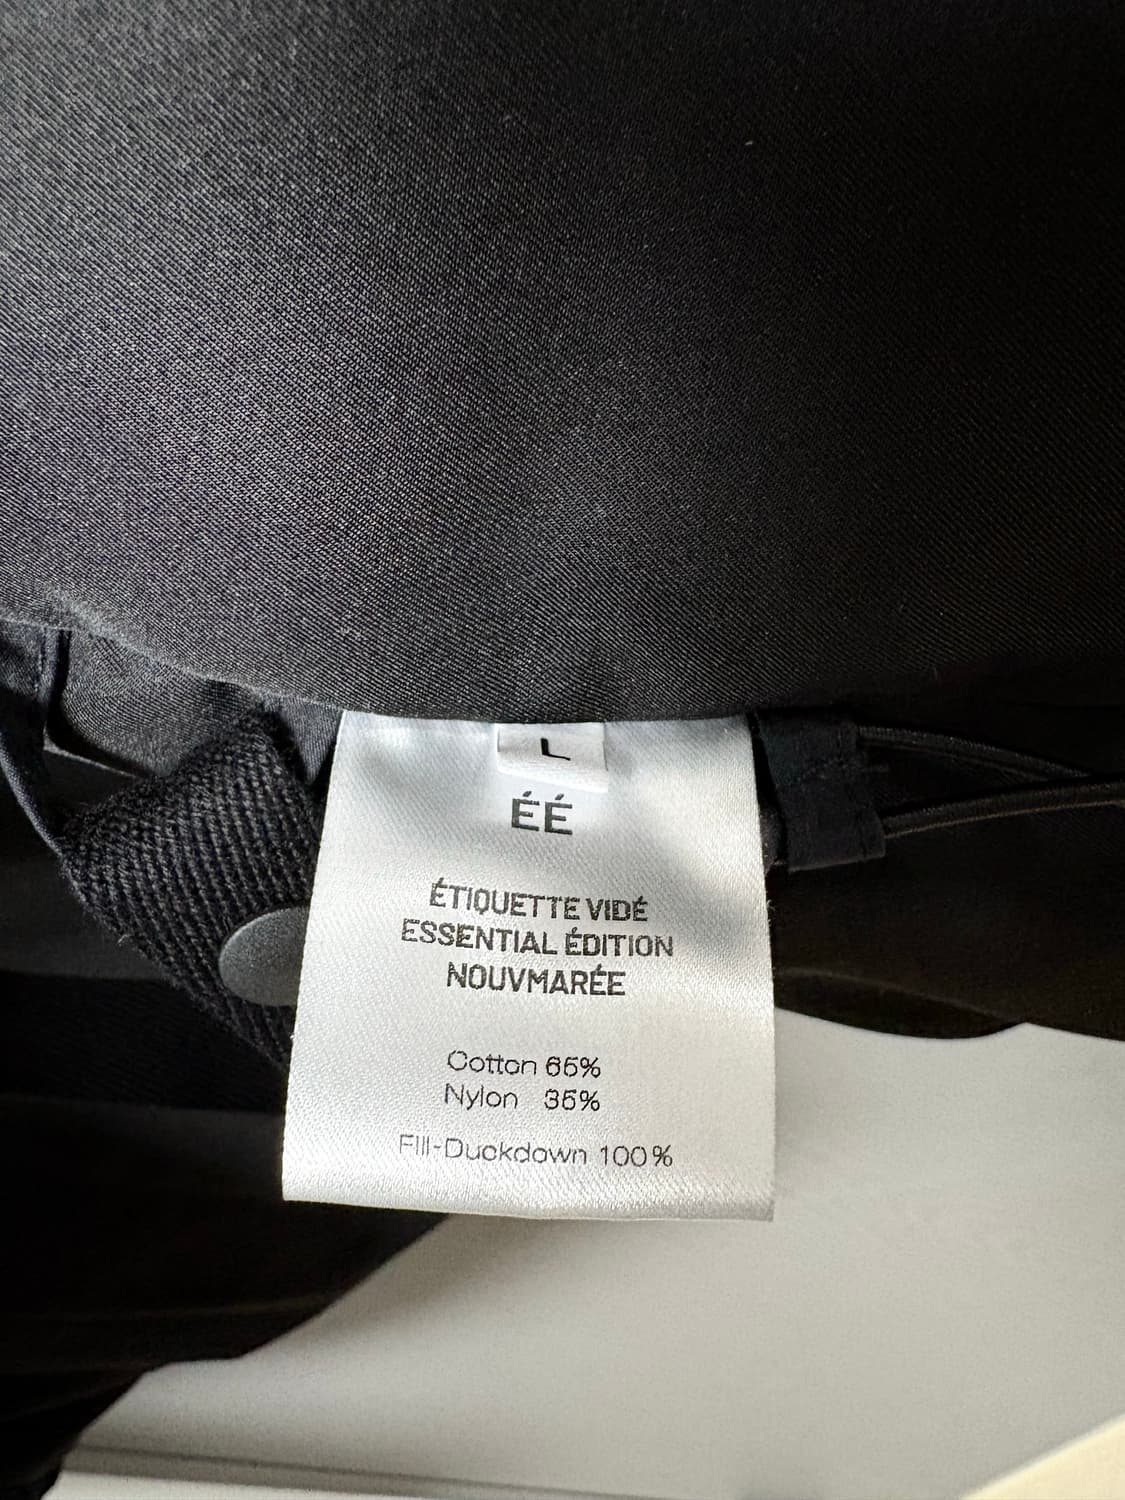 L
ÉÉ
ÉTIQUETTE VIDÉ
ESSENTIAL ÉDITION
NOUVMARÉE
Cotton 65%
Nylon 35%
Fill-Duckdown 100%